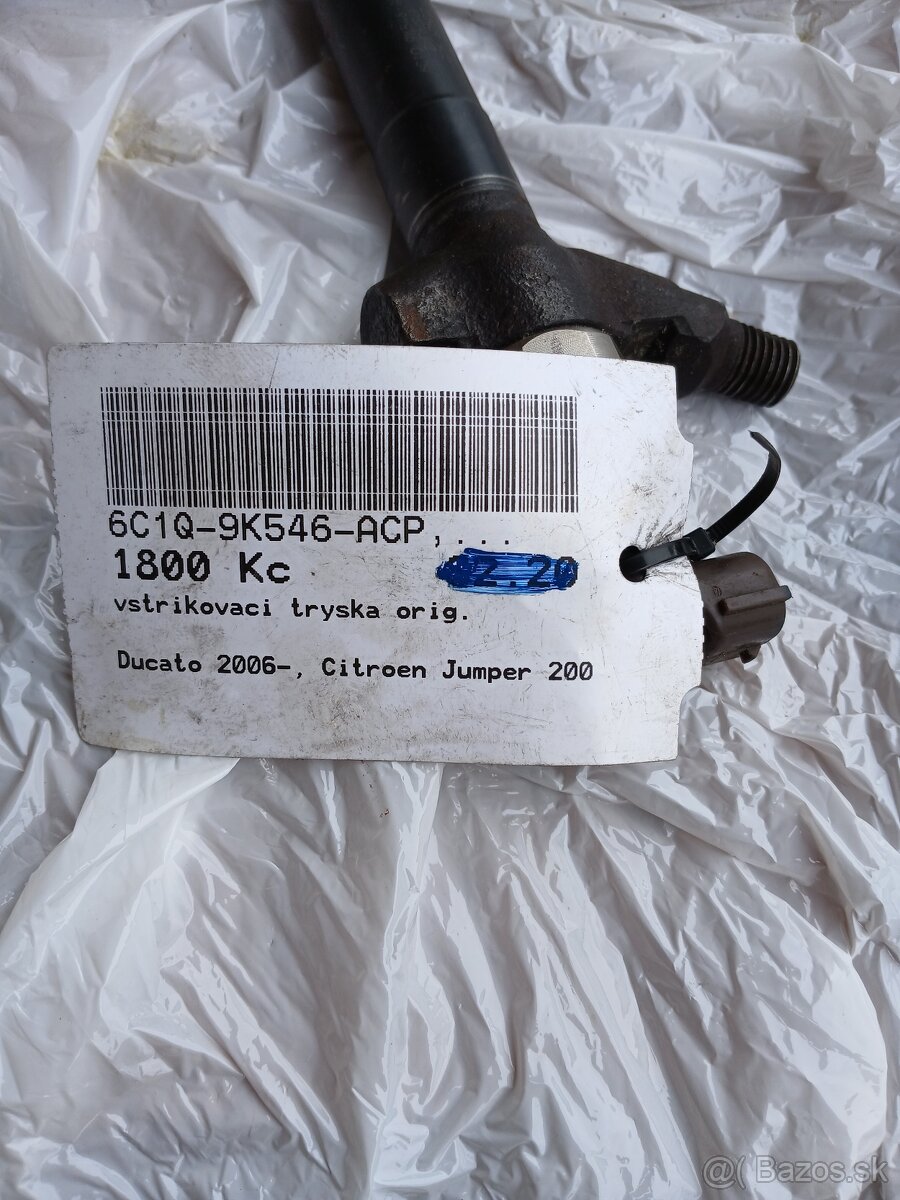 6C1Q-9K546-ACP,...
1800 Kc
vstrikovaci tryska orig.
Ducato 2006-, Citroen Jumper 200
@( Bazos.sk